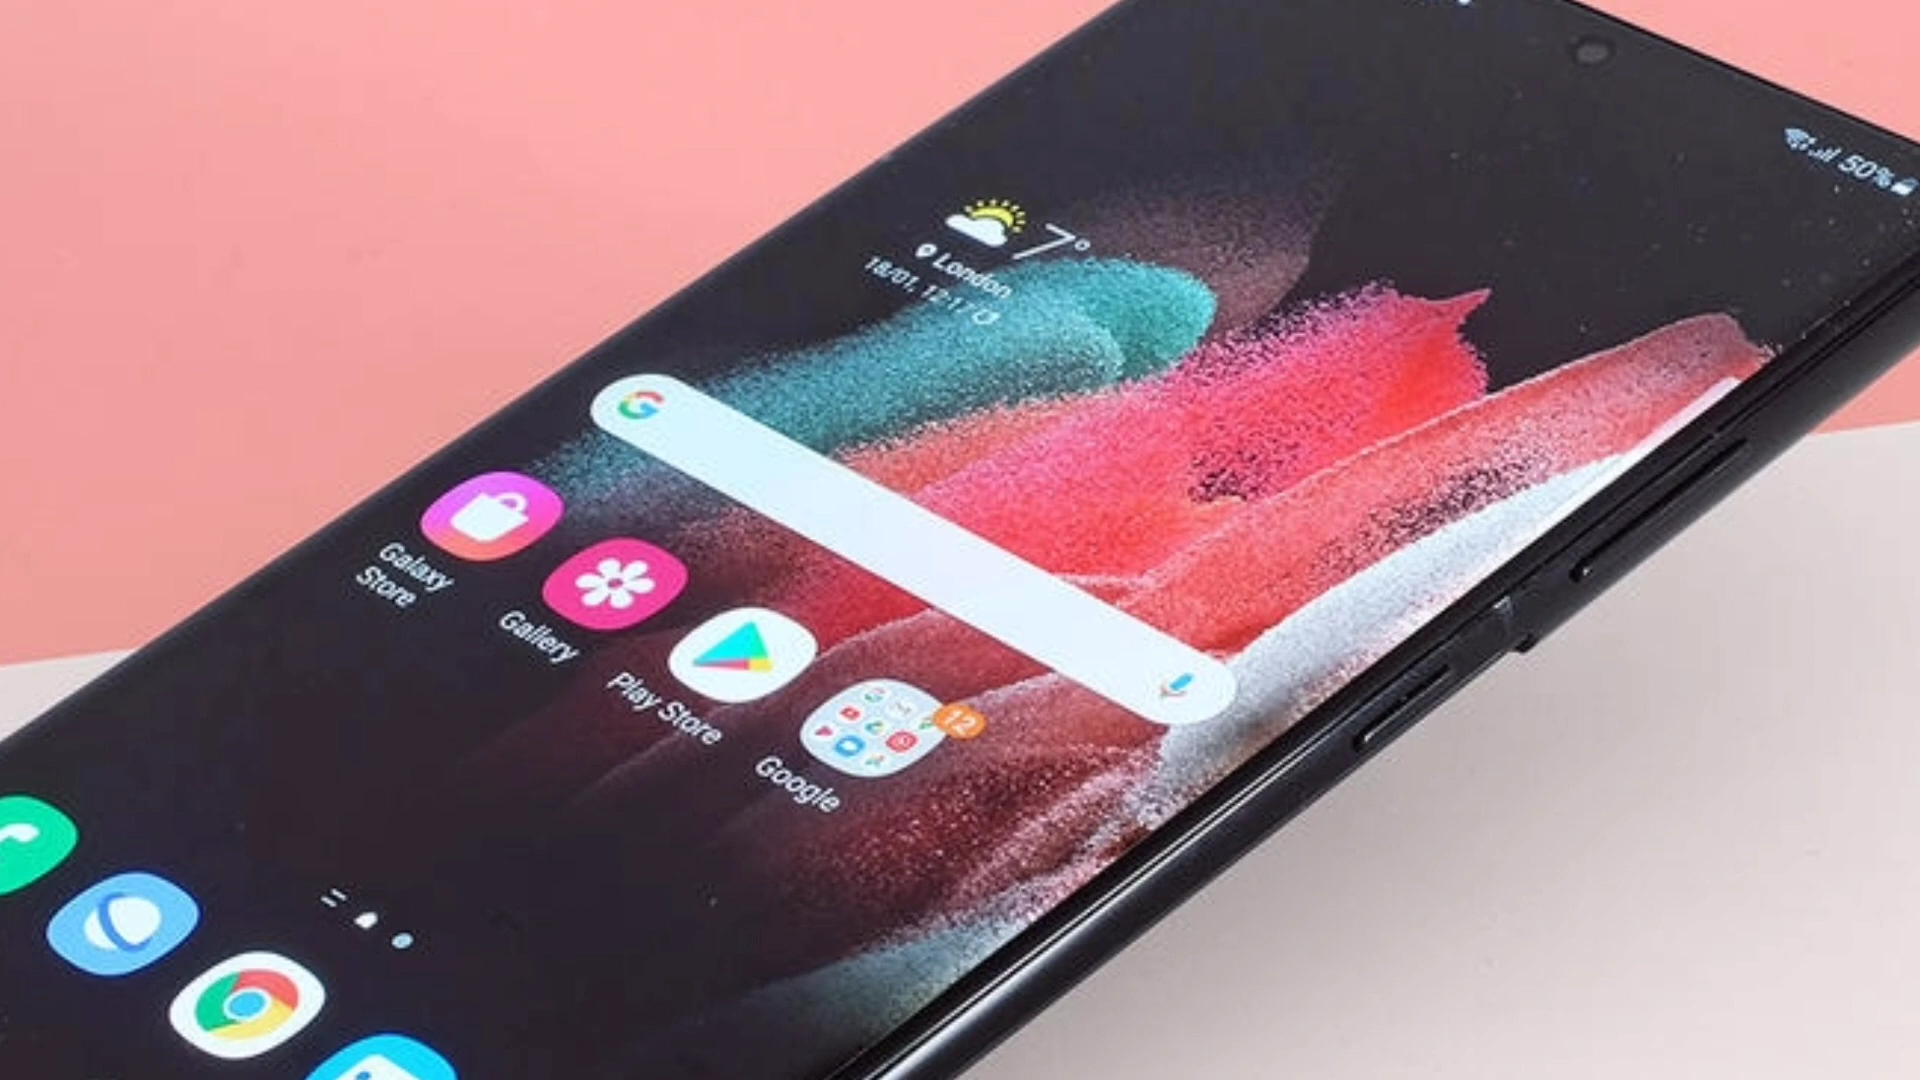 50%
7°
London
18/01, 12:17
Galaxy
Store
Gallery
Play Store
12
Google